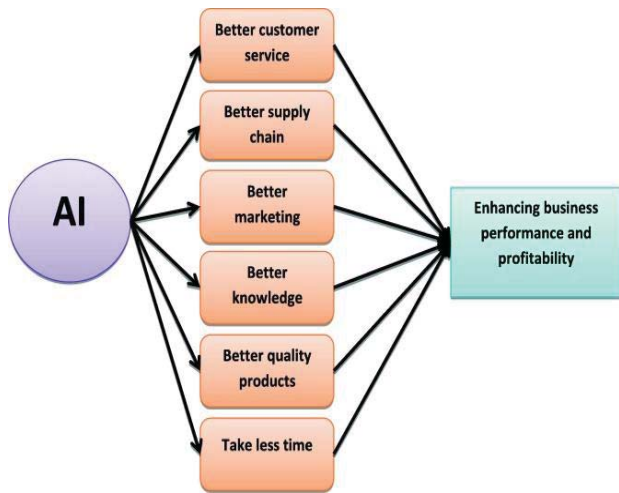 AI
Better customer
service
Better supply
chain
Better
marketing
Better
knowledge
Better quality
products
Take less time
Enhancing business
performance and
profitability